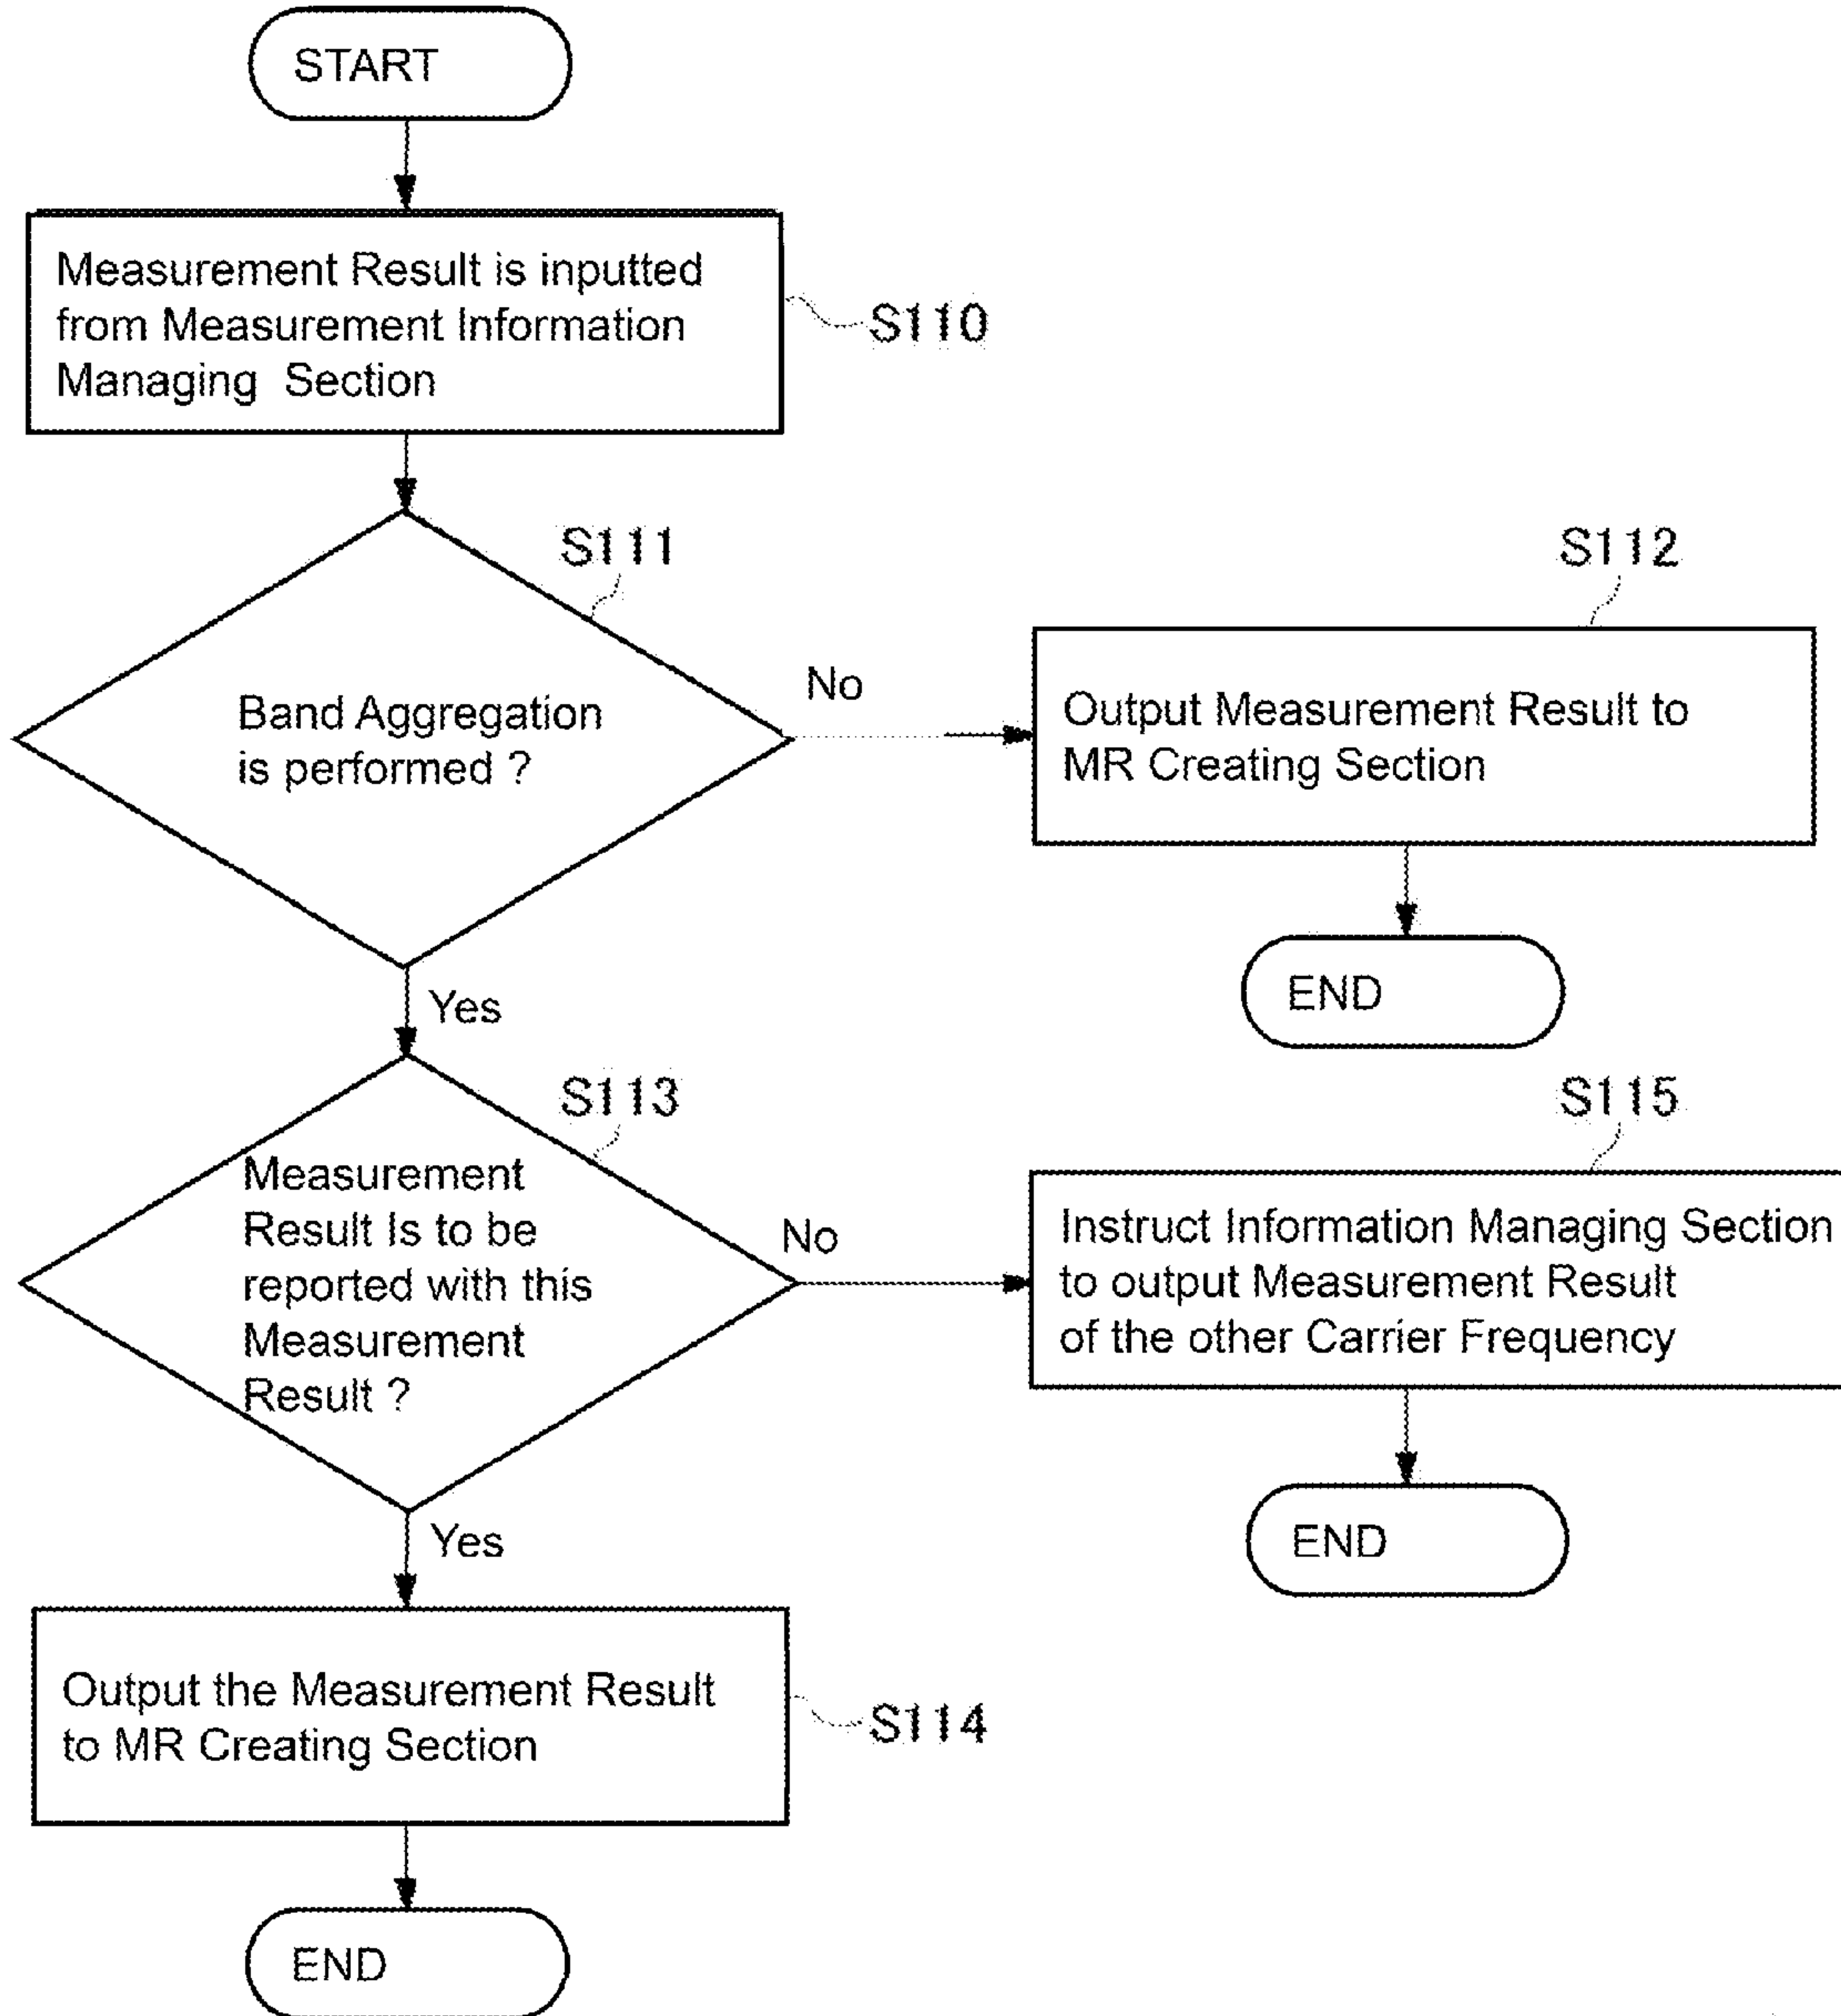 START
Measurement Result is inputted
from Measurement Information
Managing Section
S110
S111
Band Aggregation
is performed ?
No
S112
Output Measurement Result to
MR Creating Section
END
Yes
S113
Measurement
Result Is to be
reported with this
Measurement
Result ?
No
S115
Instruct Information Managing Section
to output Measurement Result
of the other Carrier Frequency
END
Yes
Output the Measurement Result
to MR Creating Section
S114
END